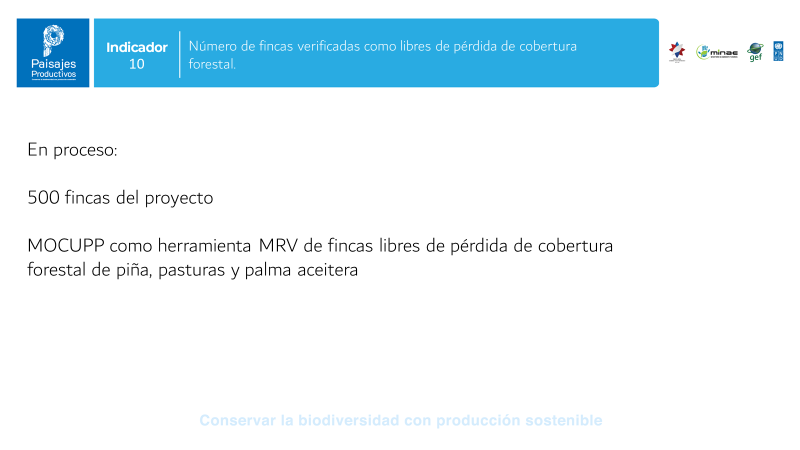 Paisajes
Productivos
Indicador
10
Número de fincas verificadas como libres de pérdida de cobertura
forestal.
minae
gef
En proceso:
500 fincas del proyecto
MOCUPP como herramienta MRV de fincas libres de pérdida de cobertura
forestal de piña, pasturas y palma aceitera
Conservar la biodiversidad con producción sostenible